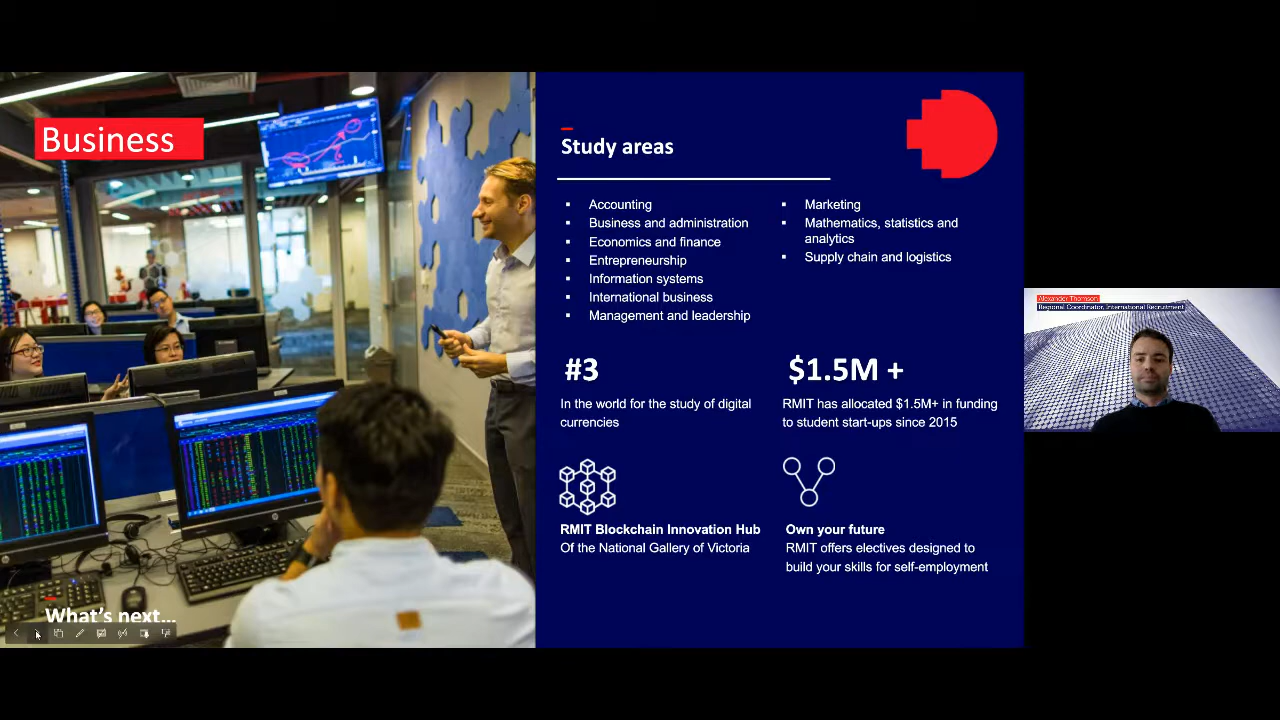 Business
Study areas
Accounting
Business and administration
Economics and finance
Entrepreneurship
Information systems
International business
Management and leadership
Marketing
Mathematics, statistics and
analytics
Supply chain and logistics
#3
In the world for the study of digital
currencies
$1.5M +
RMIT has allocated $1.5M+ in funding
to student start-ups since 2015
RMIT Blockchain Innovation Hub
Of the National Gallery of Victoria
Own your future
RMIT offers electives designed to
build your skills for self-employment
What's next...
Alexander Thomson
Regional Coordinator, International Recruitment